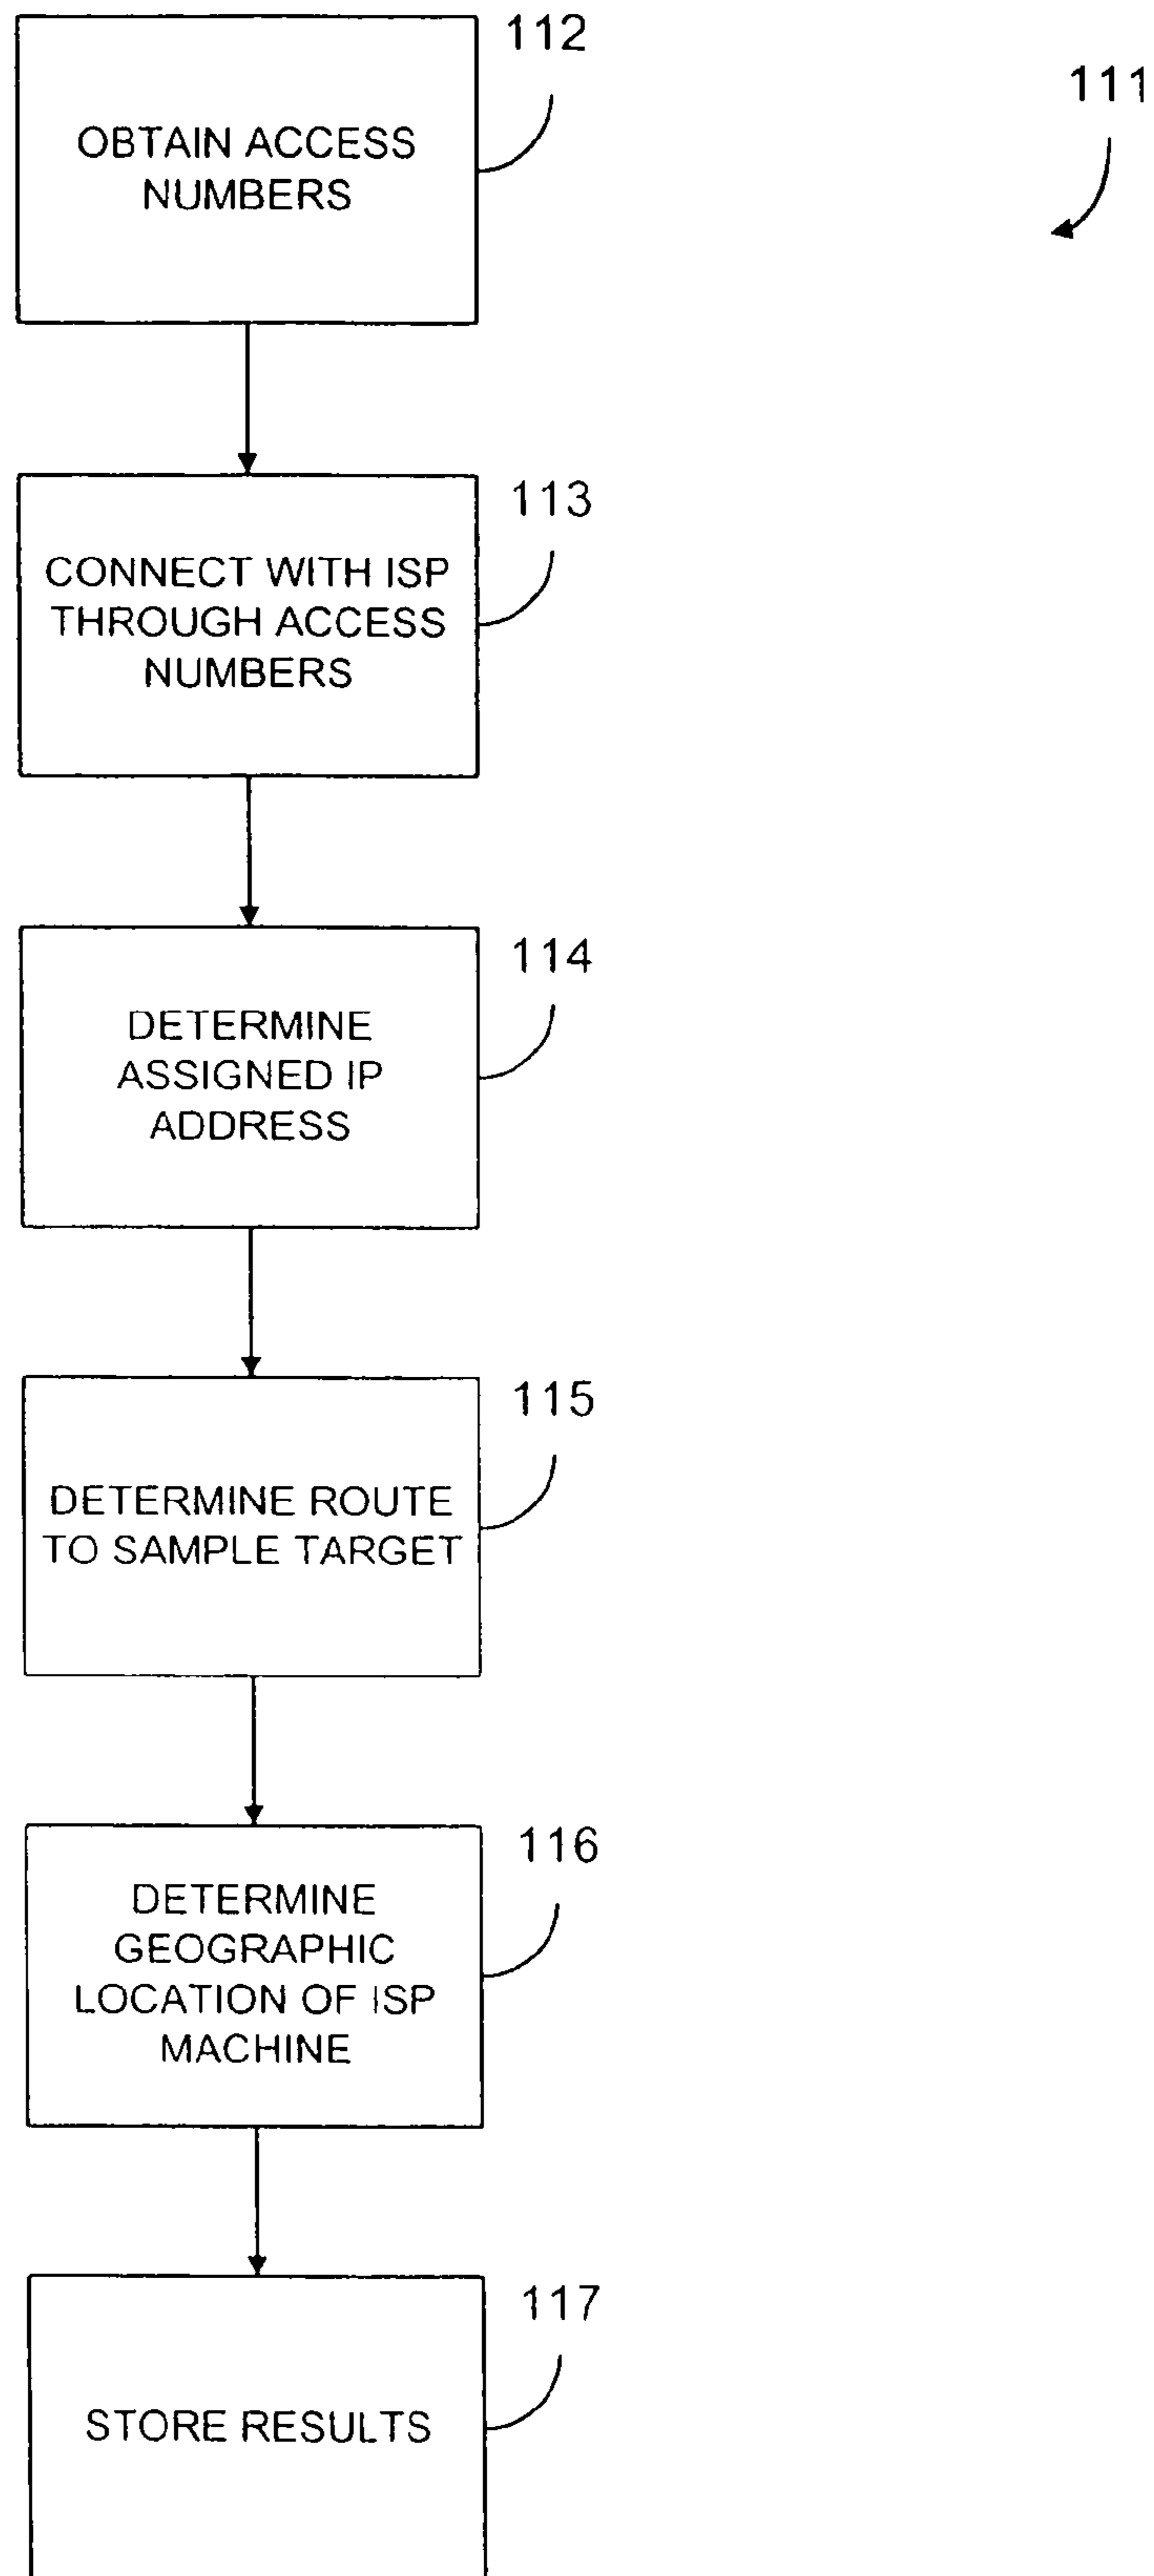 112
111
OBTAIN ACCESS
NUMBERS
113
CONNECT WITH ISP
THROUGH ACCESS
NUMBERS
114
DETERMINE
ASSIGNED IP
ADDRESS
115
DETERMINE ROUTE
TO SAMPLE TARGET
116
DETERMINE
GEOGRAPHIC
LOCATION OF ISP
MACHINE
117
STORE RESULTS